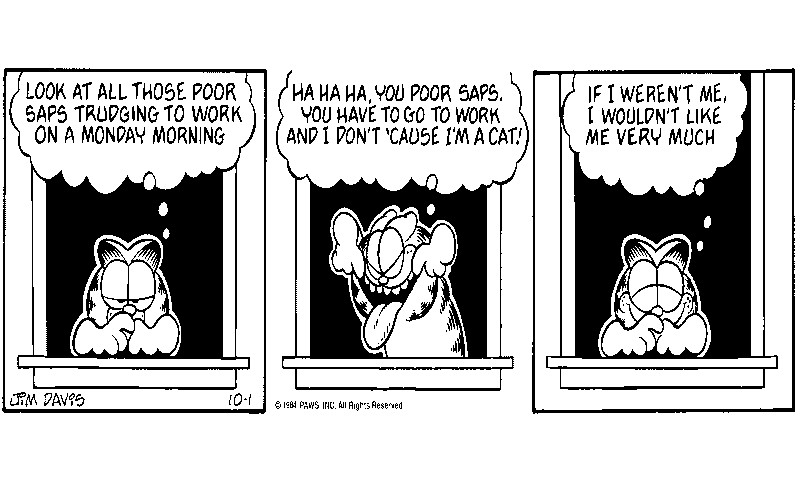 LOOK AT ALL THOSE POOR
SAPS TRUDGING TO WORK
ON A MONDAY MORNING
JIM DAVIS
10-1
HA HA HA, YOU POOR SAPS.
YOU HAVE TO GO TO WORK
AND I DON'T 'CAUSE I'M A CAT!
© 1984 PAWS, INC. All Rights Reserved
IF I WEREN'T ME,
I WOULDN'T LIKE
ME VERY MUCH